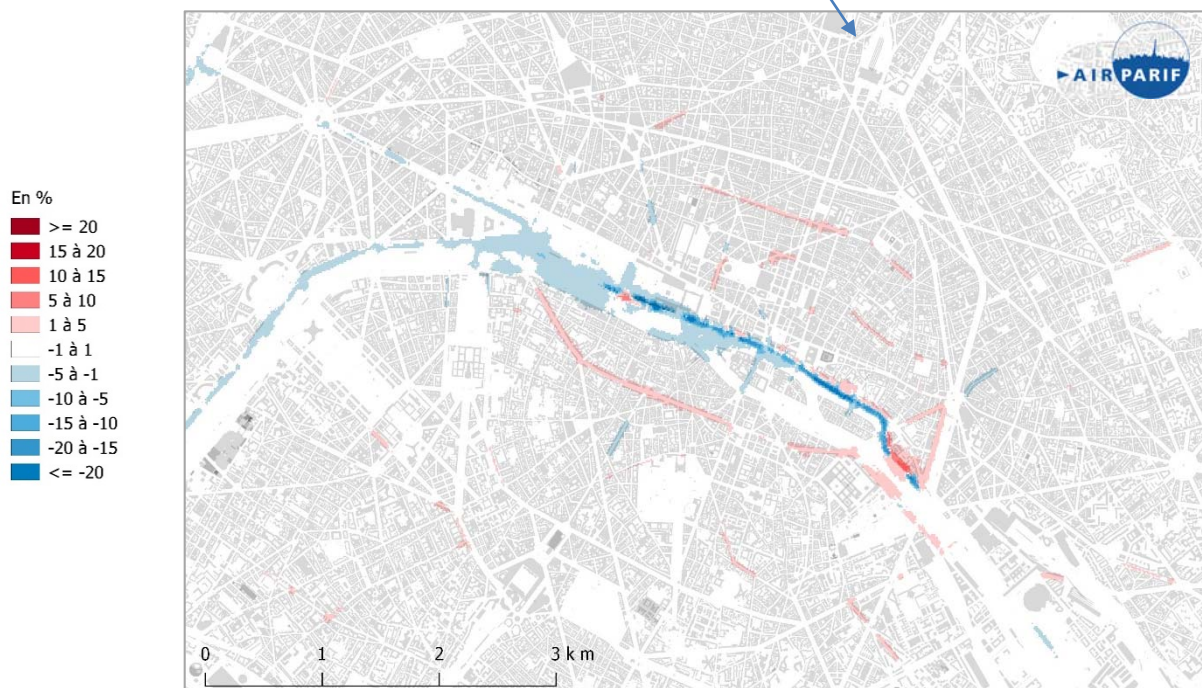 AIRPARIF
En %
>= 20
15 à 20
10 à 15
5 à 10
1 à 5
-1 à 1
-5 à -1
-10 à -5
-15 à -10
-20 à -15
<= -20
0 1 2 3 k m